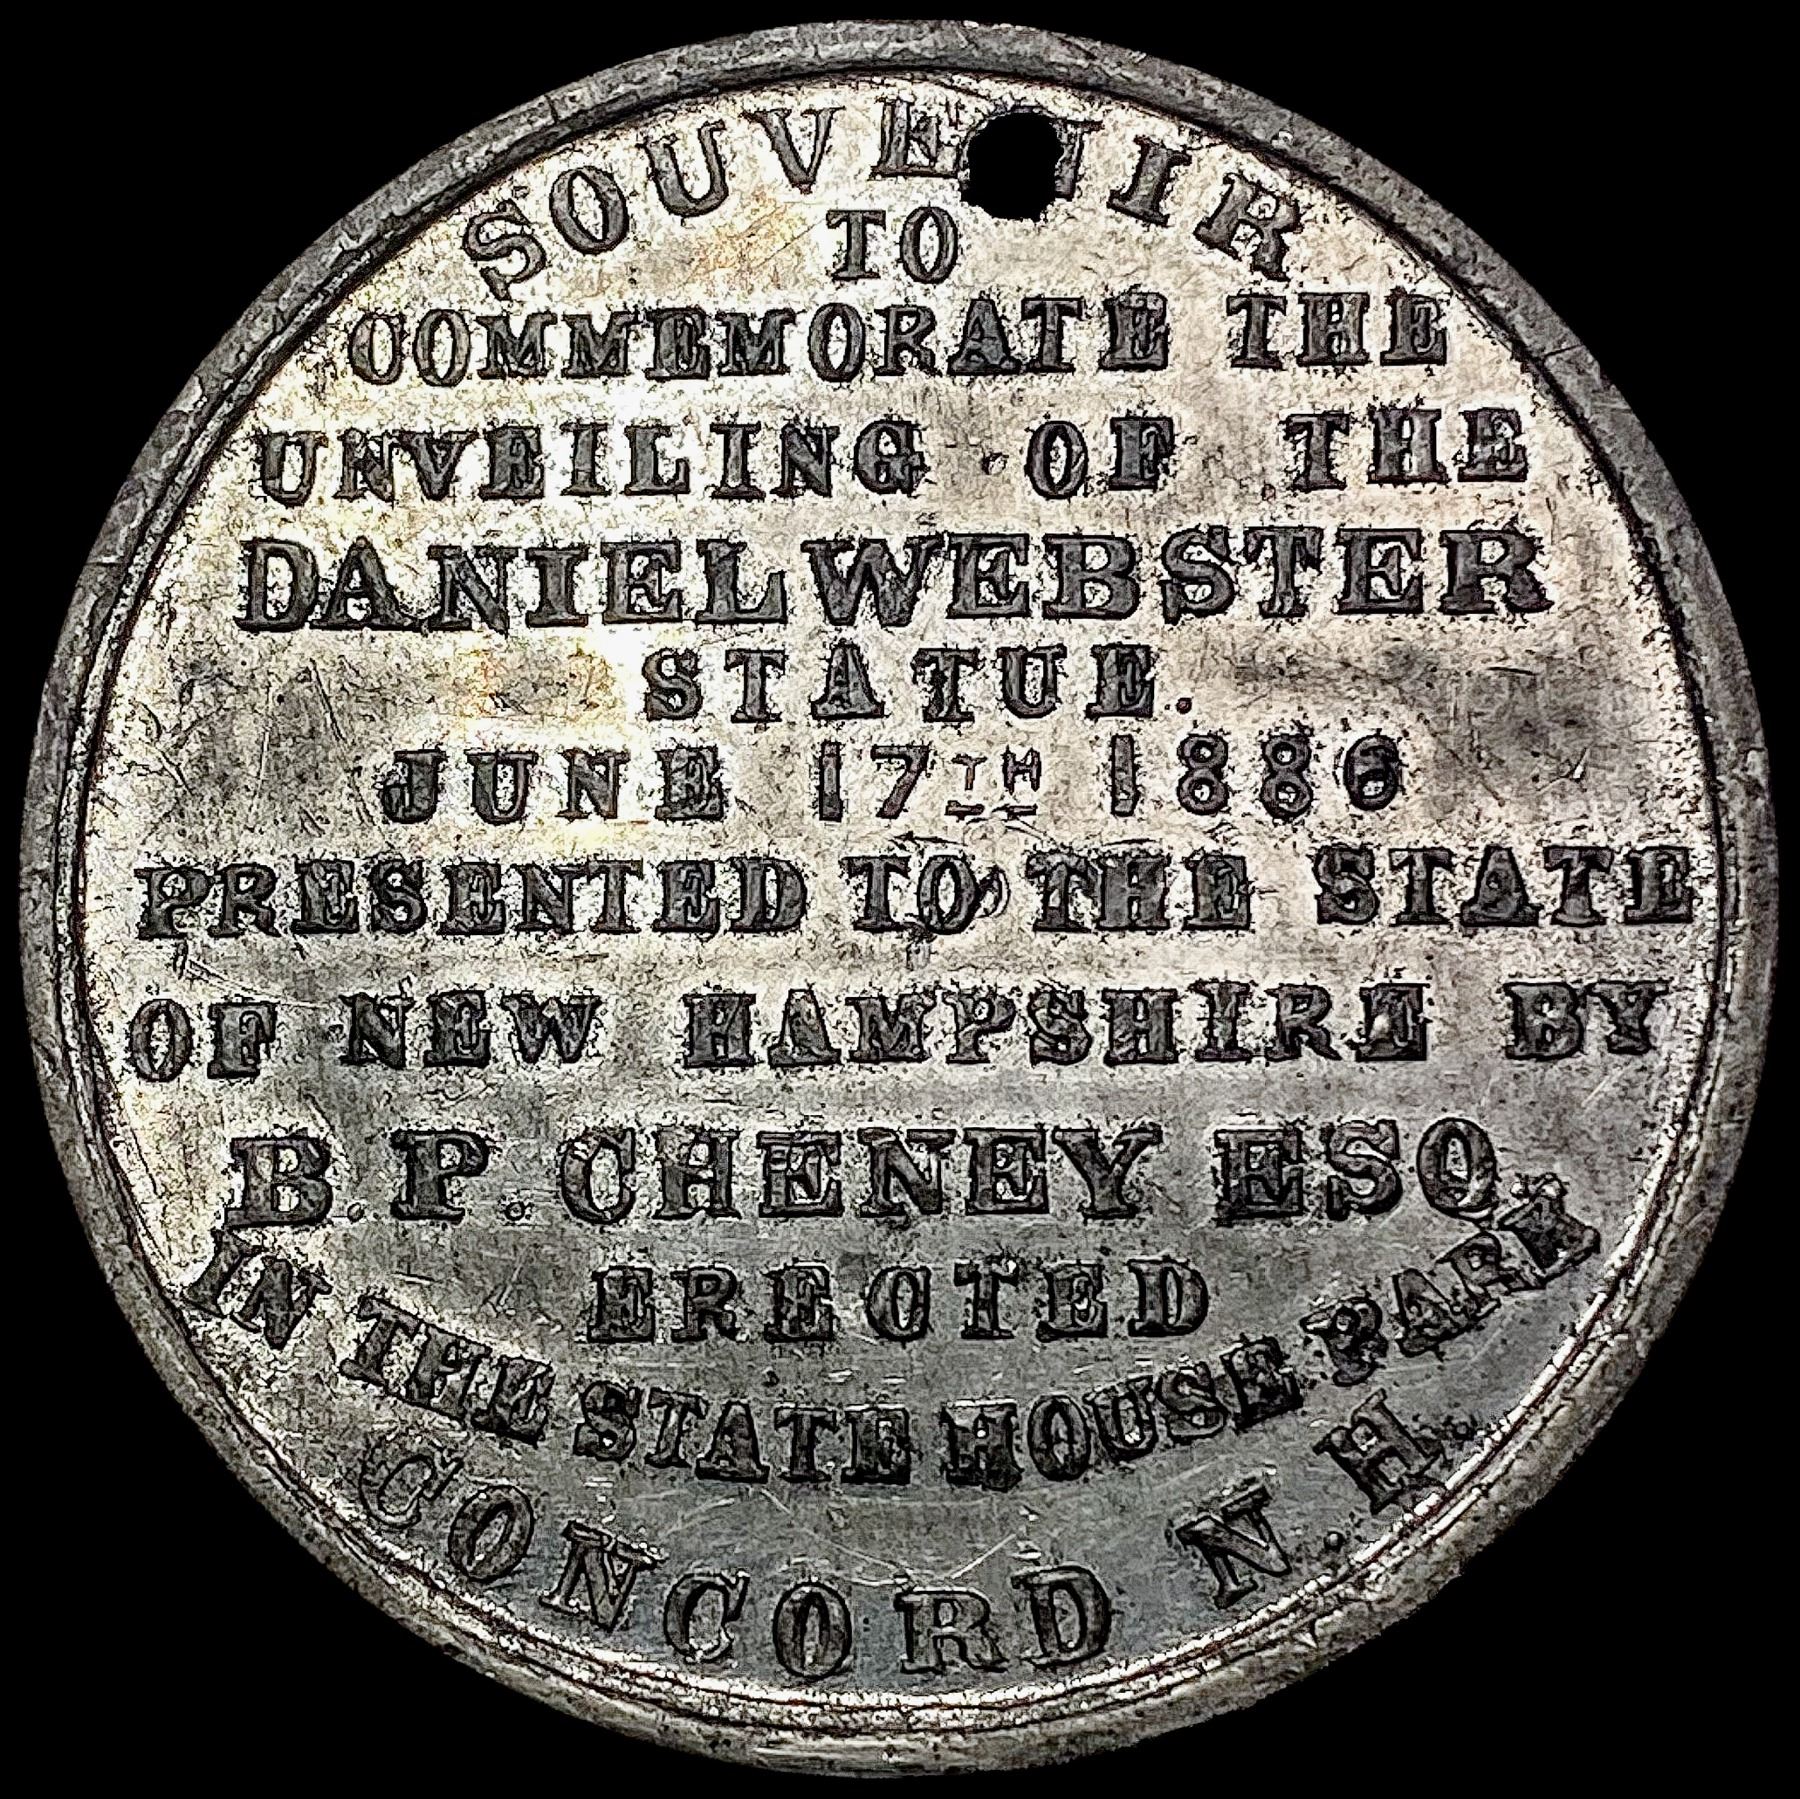 SOUVENIR
TO
COMMEMORATE THE
UNVEILING OF THE
DANIEL WEBSTER
STATUE.
JUNE 17TH 1886
PRESENTED TO THE STATE
OF NEW HAMPSHIRE BY
B. P. CHENEY ESQ
ERECTED
IN THE STATE HOUSE PARK
CONCORD N. H.